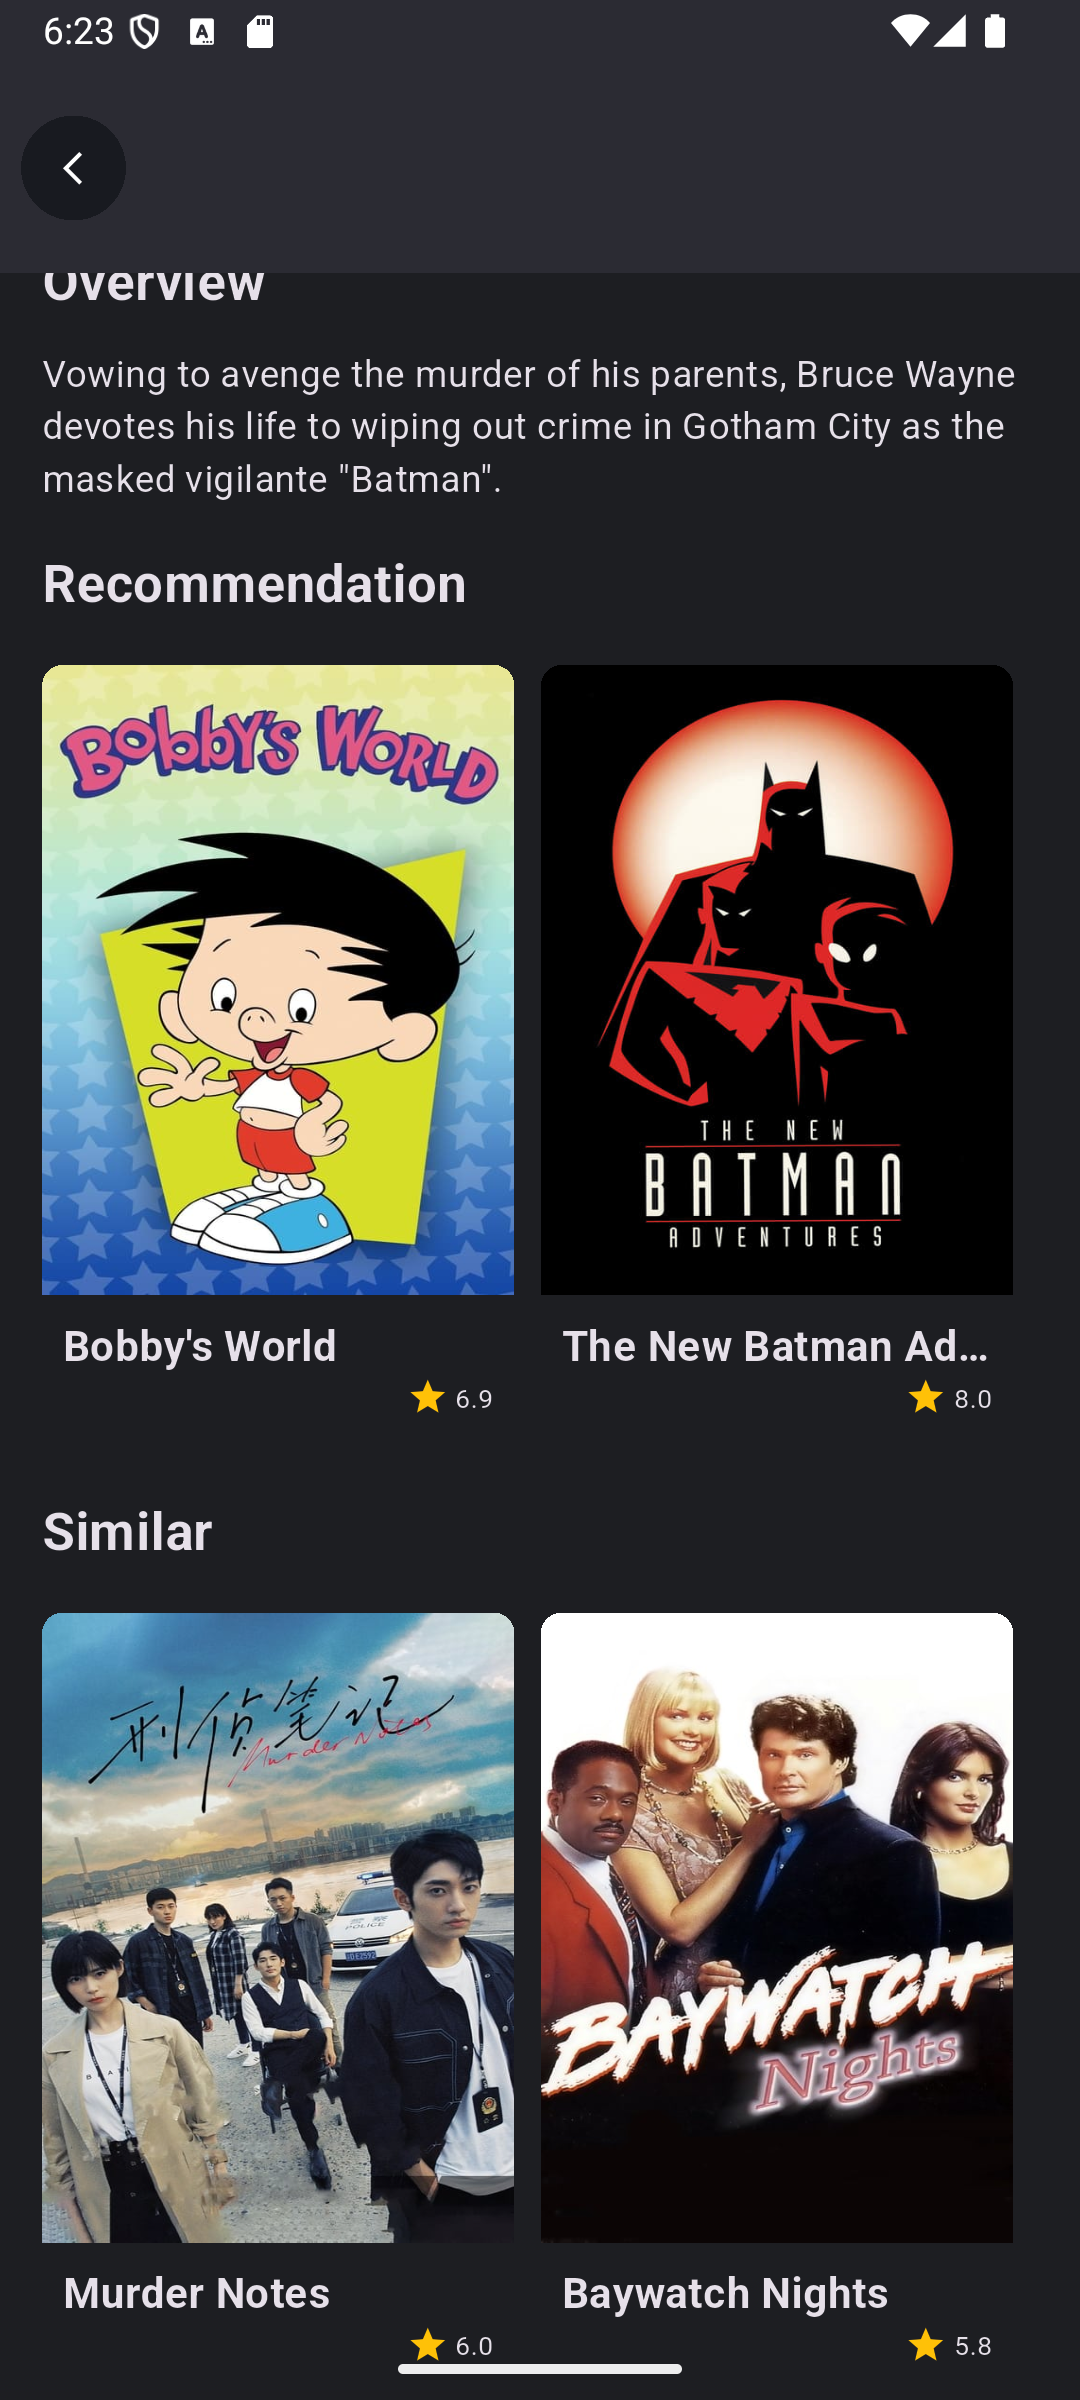 6:23
Overview
Vowing to avenge the murder of his parents, Bruce Wayne
devotes his life to wiping out crime in Gotham City as the
masked vigilante "Batman".
Recommendation
BOBBY'S WORLD
THE NEW
BATMAN
ADVENTURES
Bobby's World
6.9
The New Batman Ad...
8.0
Similar
刑侦笔记
Murder Notes
POLICE
BAYWATCH
Nights
Murder Notes
6.0
Baywatch Nights
5.8